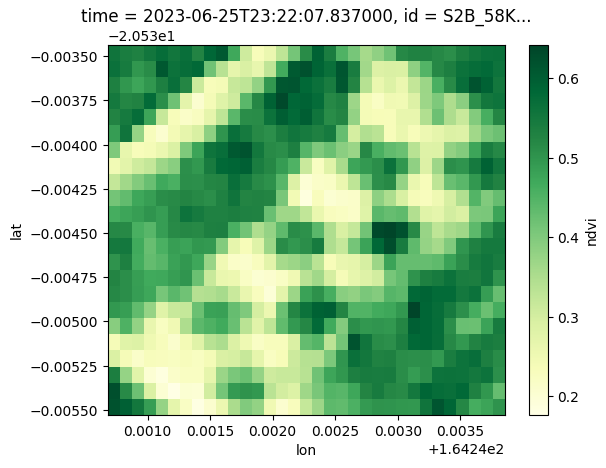 time = 2023-06-25T23:22:07.837000, id = S2B_58K...
−2.053e1
−0.00350
−0.00375
−0.00400
−0.00425
−0.00450
−0.00475
−0.00500
−0.00525
−0.00550
lat
0.0010 0.0015 0.0020 0.0025 0.0030 0.0035
lon
+1.6424e2
0.6
0.5
0.4
0.3
0.2
ndvi